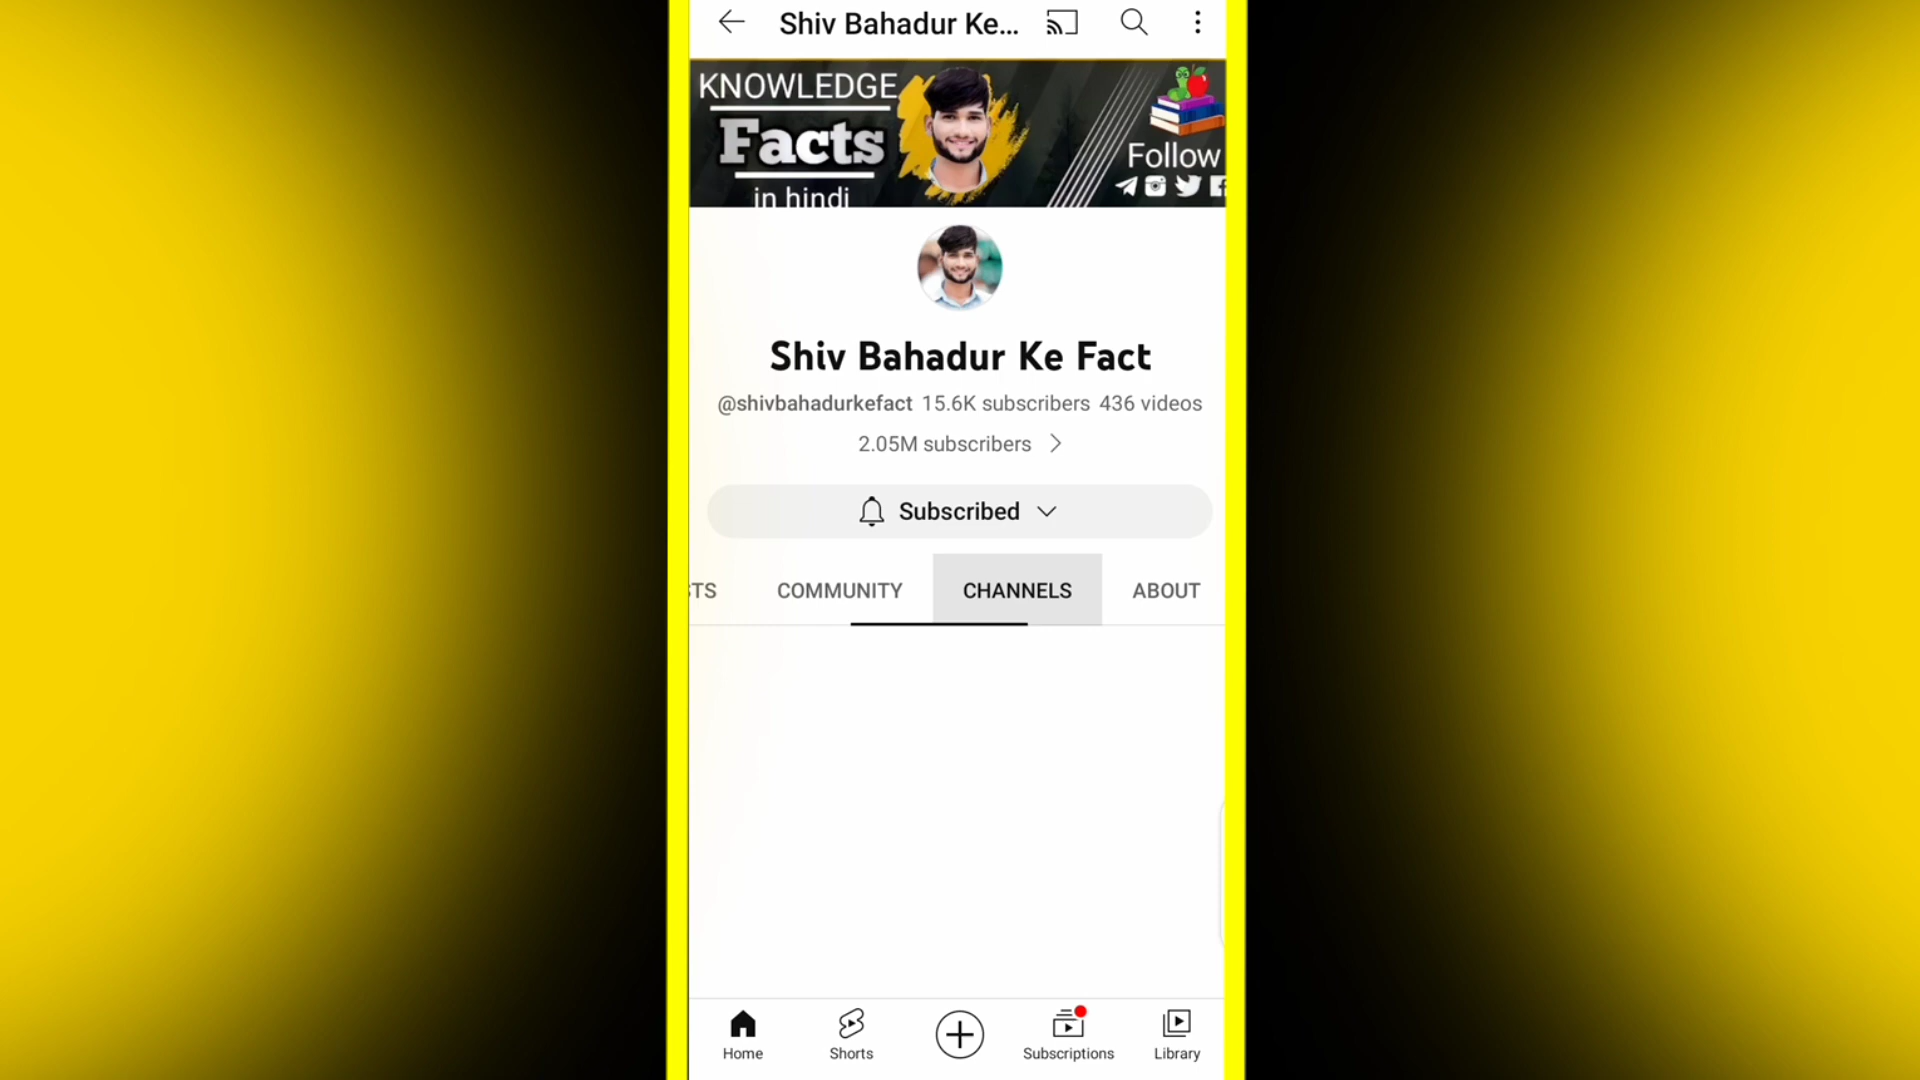 Shiv Bahadur Ke...
KNOWLEDGE
Facts
in hindi
Follow
Shiv Bahadur Ke Fact
@shivbahadurkefact 15.6K subscribers 436 videos
2.05M subscribers
Subscribed
STS COMMUNITY CHANNELS ABOUT
Home Shorts Subscriptions Library